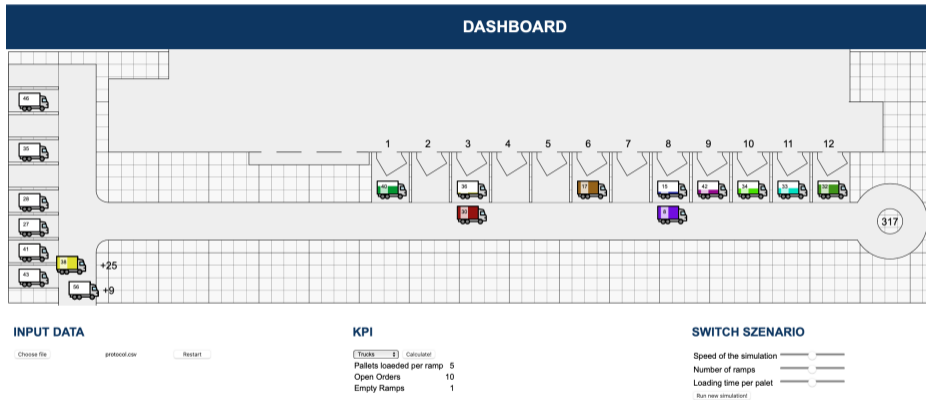 DASHBOARD
1 2 3 4 5 6 7 8 9 10 11 12
46
35
28
27
41
43
38 +25
56 +9
40 36 17 15 42 34 33 32
30 6
317
INPUT DATA
Choose file protocol.csv Restart
KPI
Trucks Calculate!
Pallets loaeded per ramp 5
Open Orders 10
Empty Ramps 1
SWITCH SZENARIO
Speed of the simulation
Number of ramps
Loading time per palet
Run new simulation!